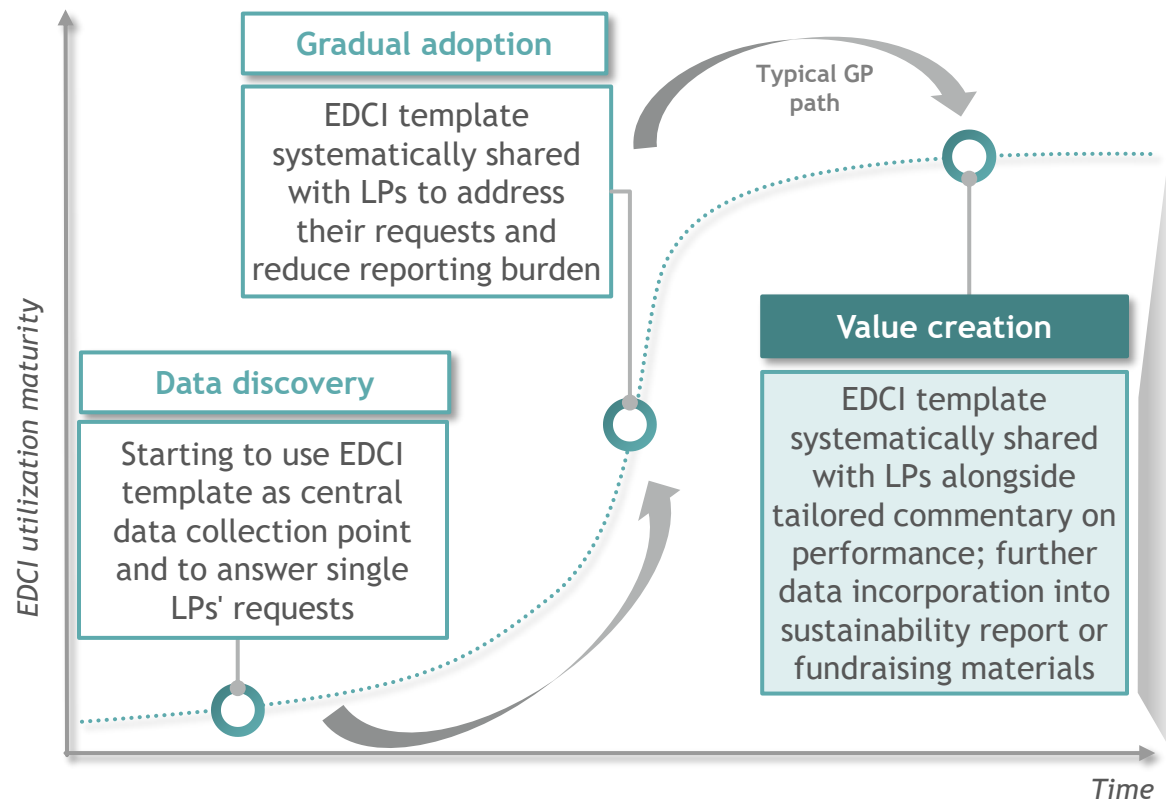 Gradual adoption
EDCI template
systematically shared
with LPs to address
their requests and
reduce reporting burden
Typical GP
path
Data discovery
Starting to use EDCI
template as central
data collection point
and to answer single
LPs' requests
Value creation
EDCI template
systematically shared
with LPs alongside
tailored commentary on
performance; further
data incorporation into
sustainability report or
fundraising materials
EDCI utilization maturity
Time